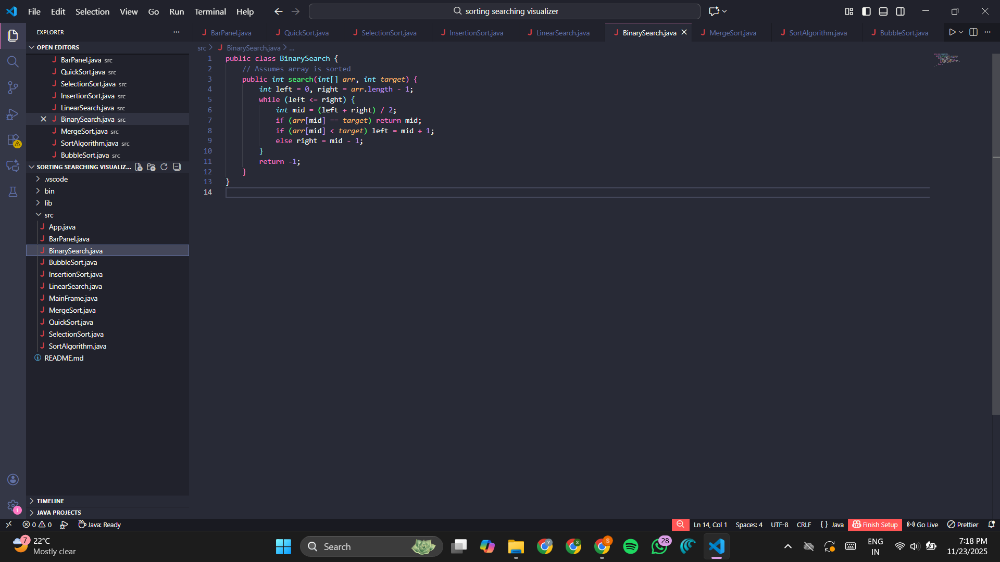 File Edit Selection View Go Run Terminal Help
sorting searching visualizer
EXPLORER
OPEN EDITORS
BarPanel.java src
QuickSort.java src
SelectionSort.java src
InsertionSort.java src
LinearSearch.java src
BinarySearch.java src
MergeSort.java src
SortAlgorithm.java src
BubbleSort.java src
SORTING SEARCHING VISUALIZ...
.vscode
bin
lib
src
App.java
BarPanel.java
BinarySearch.java
BubbleSort.java
InsertionSort.java
LinearSearch.java
MainFrame.java
MergeSort.java
QuickSort.java
SelectionSort.java
SortAlgorithm.java
README.md
TIMELINE
JAVA PROJECTS
BarPanel.java QuickSort.java SelectionSort.java InsertionSort.java LinearSearch.java BinarySearch.java MergeSort.java SortAlgorithm.java BubbleSort.java
src > BinarySearch.java > ...
1 public class BinarySearch {
2 // Assumes array is sorted
3 public int search(int[] arr, int target) {
4 int left = 0, right = arr.length - 1;
5 while (left <= right) {
6 int mid = (left + right) / 2;
7 if (arr[mid] == target) return mid;
8 if (arr[mid] < target) left = mid + 1;
9 else right = mid - 1;
10 }
11 return -1;
12 }
13 }
14
1
0 0 Java: Ready
Ln 14, Col 1 Spaces: 4 UTF-8 CRLF { } Java Finish Setup Go Live Prettier
7
22°C
Mostly clear
Search
Y
S
S
28
ENG
IN
7:18 PM
11/23/2025